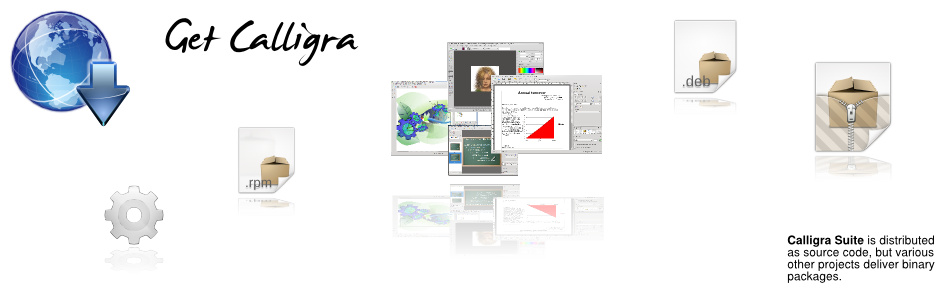 Get Calligra
.deb
.rpm
Calligra Suite is distributed
as source code, but various
other projects deliver binary
packages.